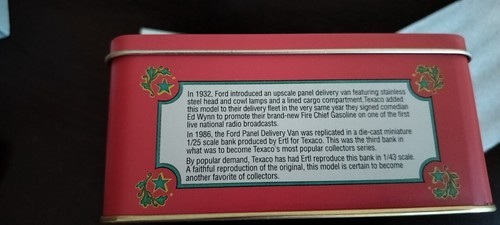 In 1932, Ford introduced an upscale panel delivery van featuring stainless
steel head and cowl lamps and a lined cargo compartment.Texaco added
this model to their delivery fleet in the very same year they signed comedian
Ed Wynn to promote their brand-new Fire Chief Gasoline on one of the first
live national radio broadcasts.
In 1986, the Ford Panel Delivery Van was replicated in a die-cast miniature
1/25 scale bank produced by Ertl for Texaco. This was the third bank in
what was to become Texaco's most popular collectors series.
By popular demand, Texaco has had Ertl reproduce this bank in 1/43 scale.
A faithful reproduction of the original, this model is certain to become
another favorite of collectors.